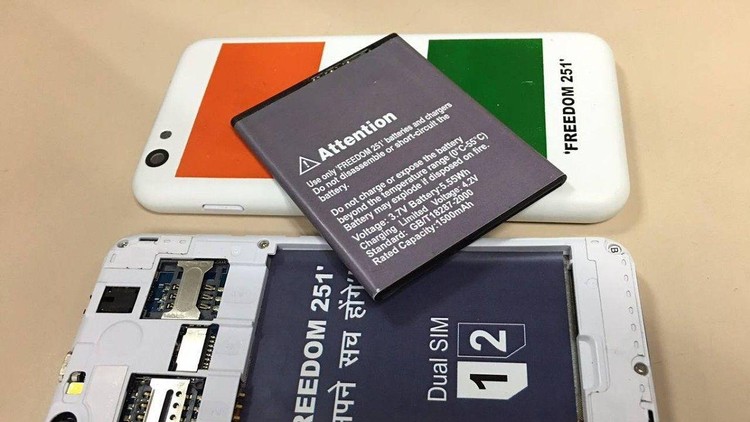 'FREEDOM 251'
Attention
Use only 'FREEDOM 251' batteries and chargers
Do not disassemble or short-circuit the
battery.
Do not charge or expose the battery
beyond the temperature range (0°C-55°C)
Battery may explode if disposed on fire.
Voltage: 3.7V Battery:5.55Wh
Charging Limited Voltage: 4.2V
Standard: GB/T18287-2000
Rated Capacity:1500mAh
REEDOM 251'
पने सच होंगे
Dual SIM
1 2